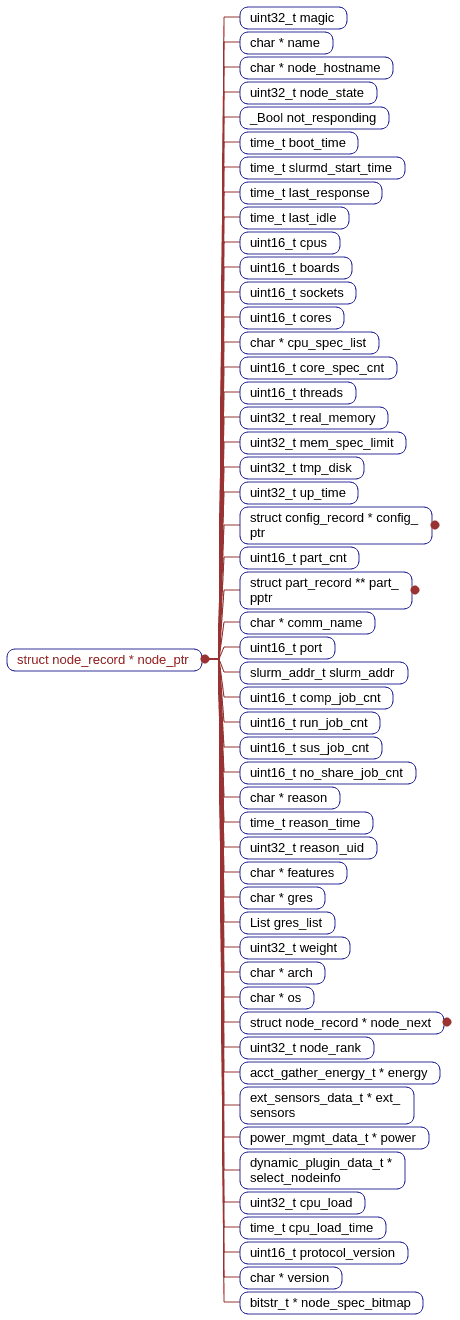 uint32_t magic
char * name
char * node_hostname
uint32_t node_state
_Bool not_responding
time_t boot_time
time_t slurmd_start_time
time_t last_response
time_t last_idle
uint16_t cpus
uint16_t boards
uint16_t sockets
uint16_t cores
char * cpu_spec_list
uint16_t core_spec_cnt
uint16_t threads
uint32_t real_memory
uint32_t mem_spec_limit
uint32_t tmp_disk
uint32_t up_time
struct config_record * config_
ptr
uint16_t part_cnt
struct part_record ** part_
pptr
char * comm_name
uint16_t port
struct node_record * node_ptr
slurm_addr_t slurm_addr
uint16_t comp_job_cnt
uint16_t run_job_cnt
uint16_t sus_job_cnt
uint16_t no_share_job_cnt
char * reason
time_t reason_time
uint32_t reason_uid
char * features
char * gres
List gres_list
uint32_t weight
char * arch
char * os
struct node_record * node_next
uint32_t node_rank
acct_gather_energy_t * energy
ext_sensors_data_t * ext_
sensors
power_mgmt_data_t * power
dynamic_plugin_data_t *
select_nodeinfo
uint32_t cpu_load
time_t cpu_load_time
uint16_t protocol_version
char * version
bitstr_t * node_spec_bitmap